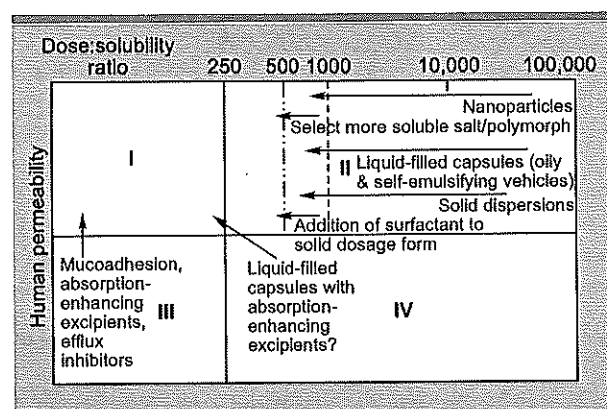 Dose:solubility
ratio
250 500 1000 10,000 100,000
Human permeability
I
Nanoparticles
Select more soluble salt/polymorph
II Liquid-filled capsules (oily
& self-emulsifying vehicles)
Solid dispersions
Addition of surfactant to
solid dosage form
Mucoadhesion,
absorption-
enhancing
excipients,
efflux
inhibitors
III
Liquid-filled
capsules with
absorption-
enhancing
excipients?
IV